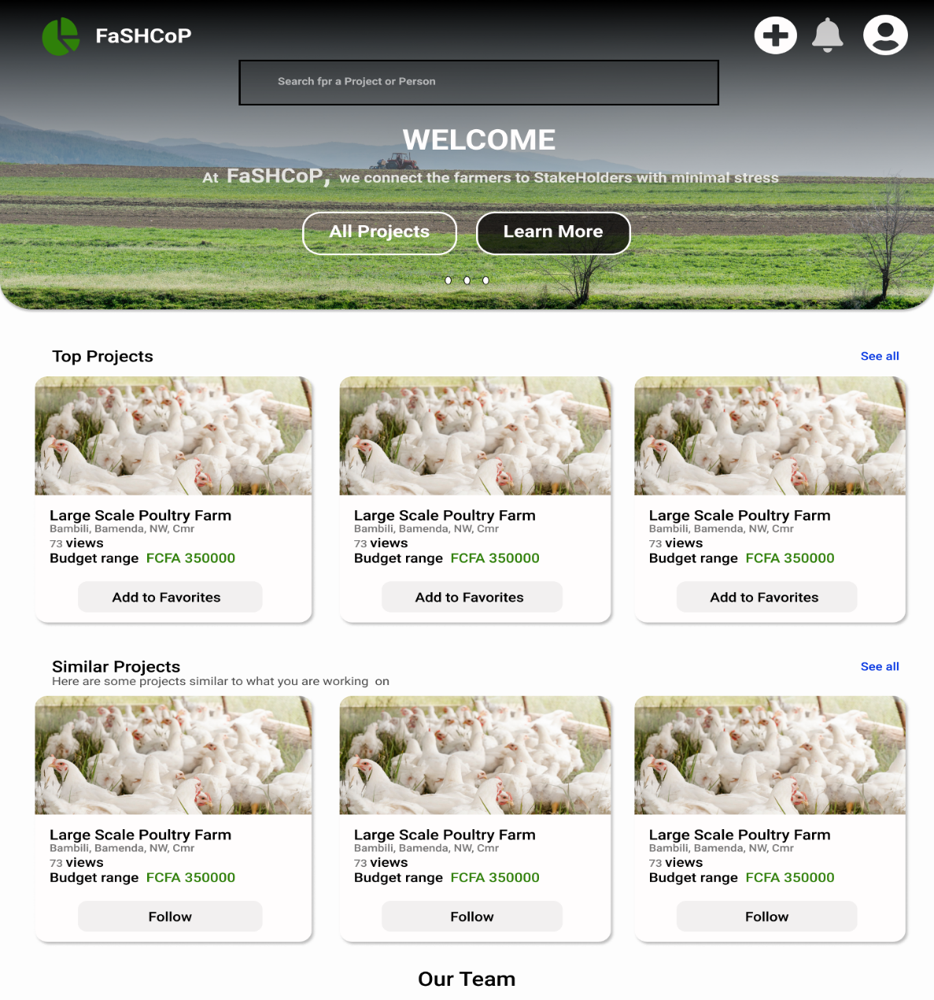 FaSHCoP
Search fpr a Project or Person
WELCOME
At FaSHCoP, we connect the farmers to StakeHolders with minimal stress
All Projects
Learn More
Top Projects
See all
Large Scale Poultry Farm
Bambili, Bamenda, NW, Cmr
73 views
Budget range FCFA 350000
Add to Favorites
Large Scale Poultry Farm
Bambili, Bamenda, NW, Cmr
73 views
Budget range FCFA 350000
Add to Favorites
Large Scale Poultry Farm
Bambili, Bamenda, NW, Cmr
73 views
Budget range FCFA 350000
Add to Favorites
Similar Projects
See all
Here are some projects similar to what you are working on
Large Scale Poultry Farm
Bambili, Bamenda, NW, Cmr
73 views
Budget range FCFA 350000
Follow
Large Scale Poultry Farm
Bambili, Bamenda, NW, Cmr
73 views
Budget range FCFA 350000
Follow
Large Scale Poultry Farm
Bambili, Bamenda, NW, Cmr
73 views
Budget range FCFA 350000
Follow
Our Team